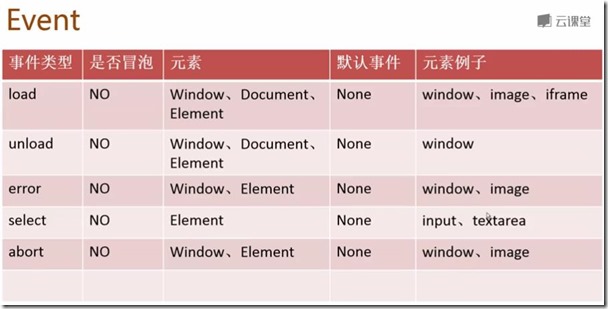 Event
云课堂
事件类型 是否冒泡 元素 默认事件 元素例子
load NO Window、Document、 None window、image、iframe
Element
unload NO Window、Document、 None window
Element
error NO Window、Element None window、image
select NO Element None input、textarea
abort NO Window、Element None window、image